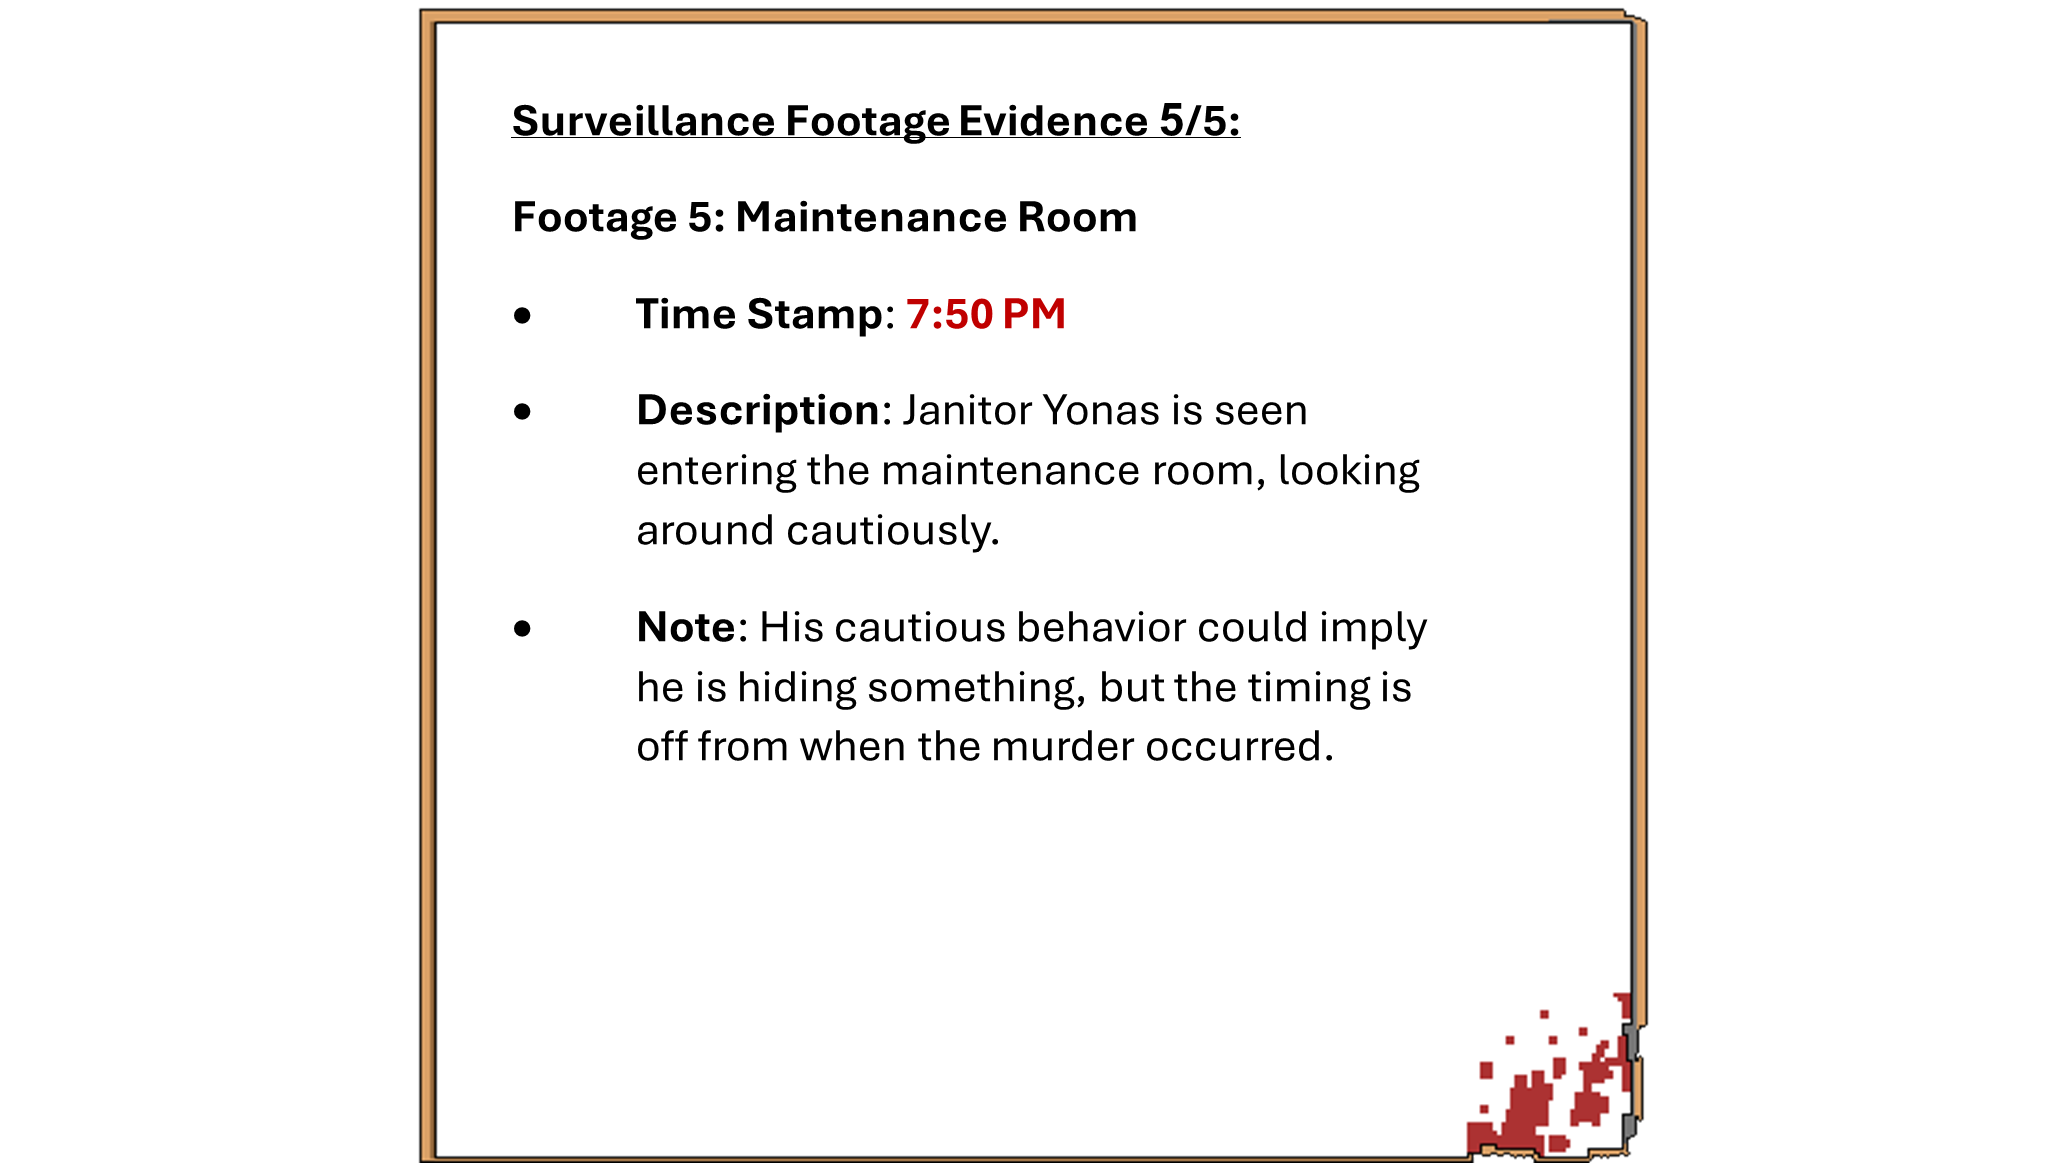 Surveillance Footage Evidence 5/5:
Footage 5: Maintenance Room
• Time Stamp: 7:50 PM
• Description: Janitor Yonas is seen
entering the maintenance room, looking
around cautiously.
• Note: His cautious behavior could imply
he is hiding something, but the timing is
off from when the murder occurred.